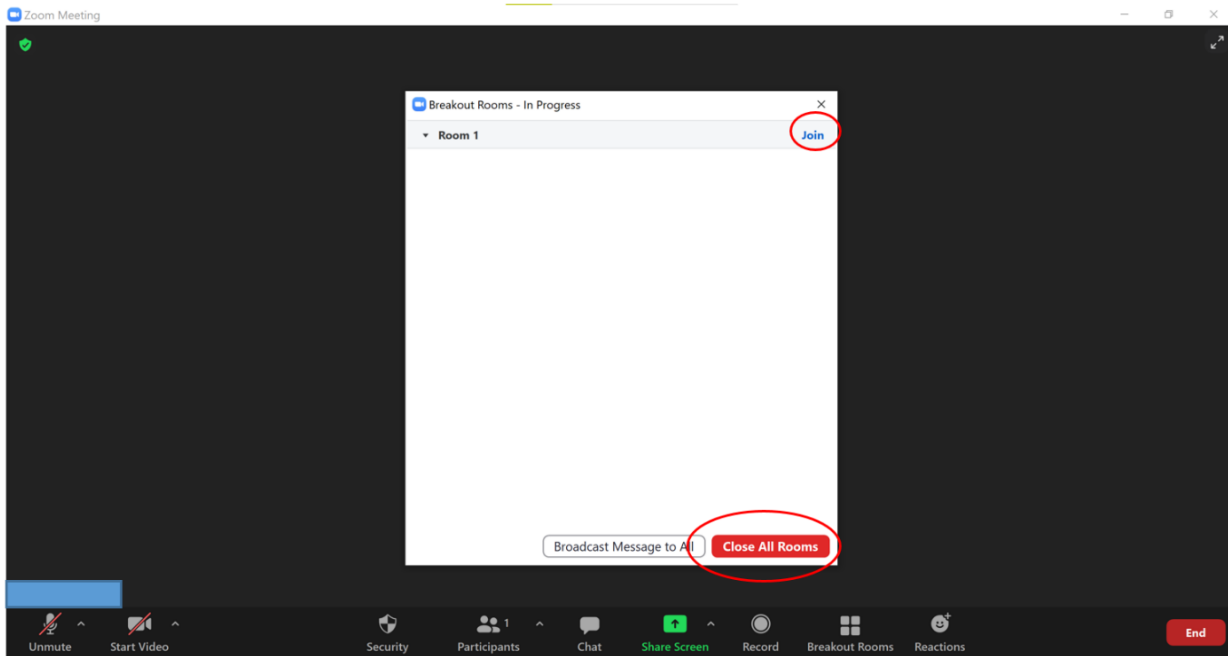 Zoom Meeting
Breakout Rooms - In Progress
Room 1
Join
Broadcast Message to All
Close All Rooms
1
Unmute
Start Video
Security
Participants
Chat
Share Screen
Record
Breakout Rooms
Reactions
End